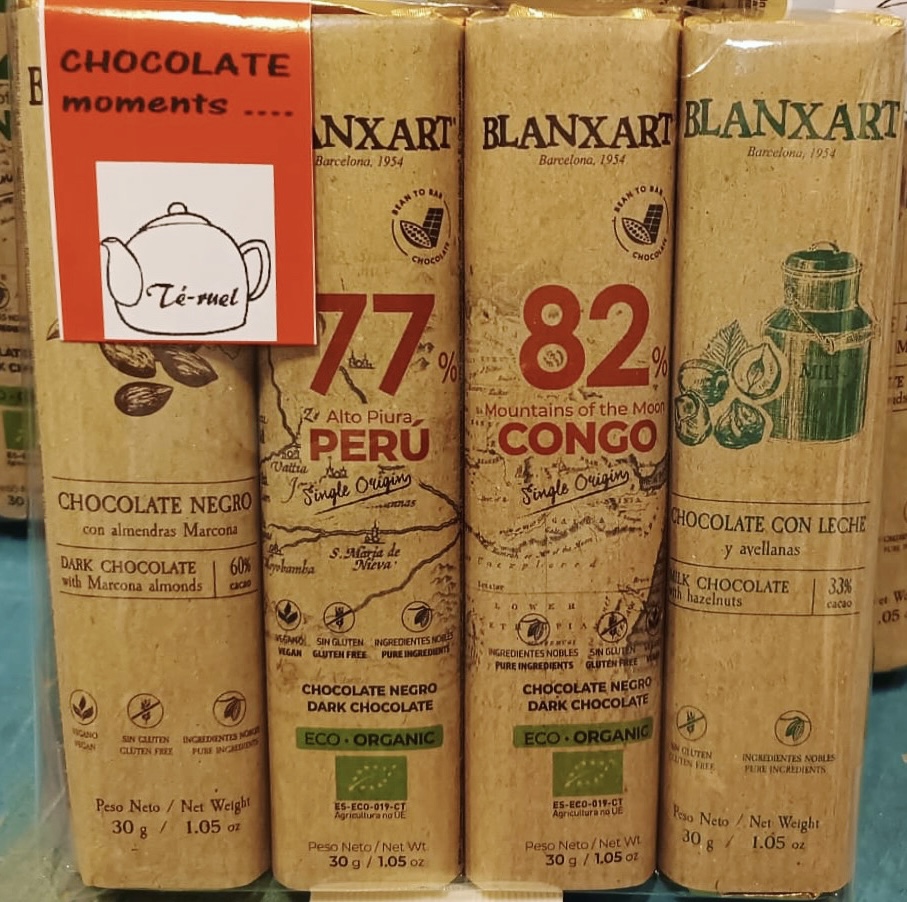 CHOCOLATE
moments ....
Té-ruel
CHOCOLATE NEGRO
con almendras Marcona
DARK CHOCOLATE
with Marcona almonds
60%
cacao
VEGANO
VEGAN
SIN GLUTEN
GLUTEN FREE
INGREDIENTES NOBLES
PURE INGREDIENTS
Peso Neto / Net Weight
30 g / 1.05 oz
ANXART
Barcelona, 1954
BEAN TO BAR
CHOCOLATE
77%
Alto Piura
PERÚ
Single Origin
S. Maria de
Nieva
VEGANO
VEGAN
SIN GLUTEN
GLUTEN FREE
INGREDIENTES NOBLES
PURE INGREDIENTS
CHOCOLATE NEGRO
DARK CHOCOLATE
ECO · ORGANIC
ES-ECO-019-CT
Agricultura no UE
Peso Neto / Net Wt.
30 g / 1.05 oz
BLANXART
Barcelona, 1954
BEAN TO BAR
CHOCOLATE
82%
Mountains of the Moon
CONGO
Single Origin
unexplored
LOWER
INGREDIENTES NOBLES
PURE INGREDIENTS
SIN GLUTEN
GLUTEN FREE
CHOCOLATE NEGRO
DARK CHOCOLATE
ECO · ORGANIC
ES-ECO-019-CT
Agricultura no UE
Peso Neto / Net Wt.
30 g / 1.05 oz
BLANXART
Barcelona, 1954
MILK
CHOCOLATE CON LECHE
y avellanas
MILK CHOCOLATE
with hazelnuts
33%
cacao
SIN GLUTEN
GLUTEN FREE
INGREDIENTES NOBLES
PURE INGREDIENTS
Peso Neto / Net Weight
30 g / 1.05 oz